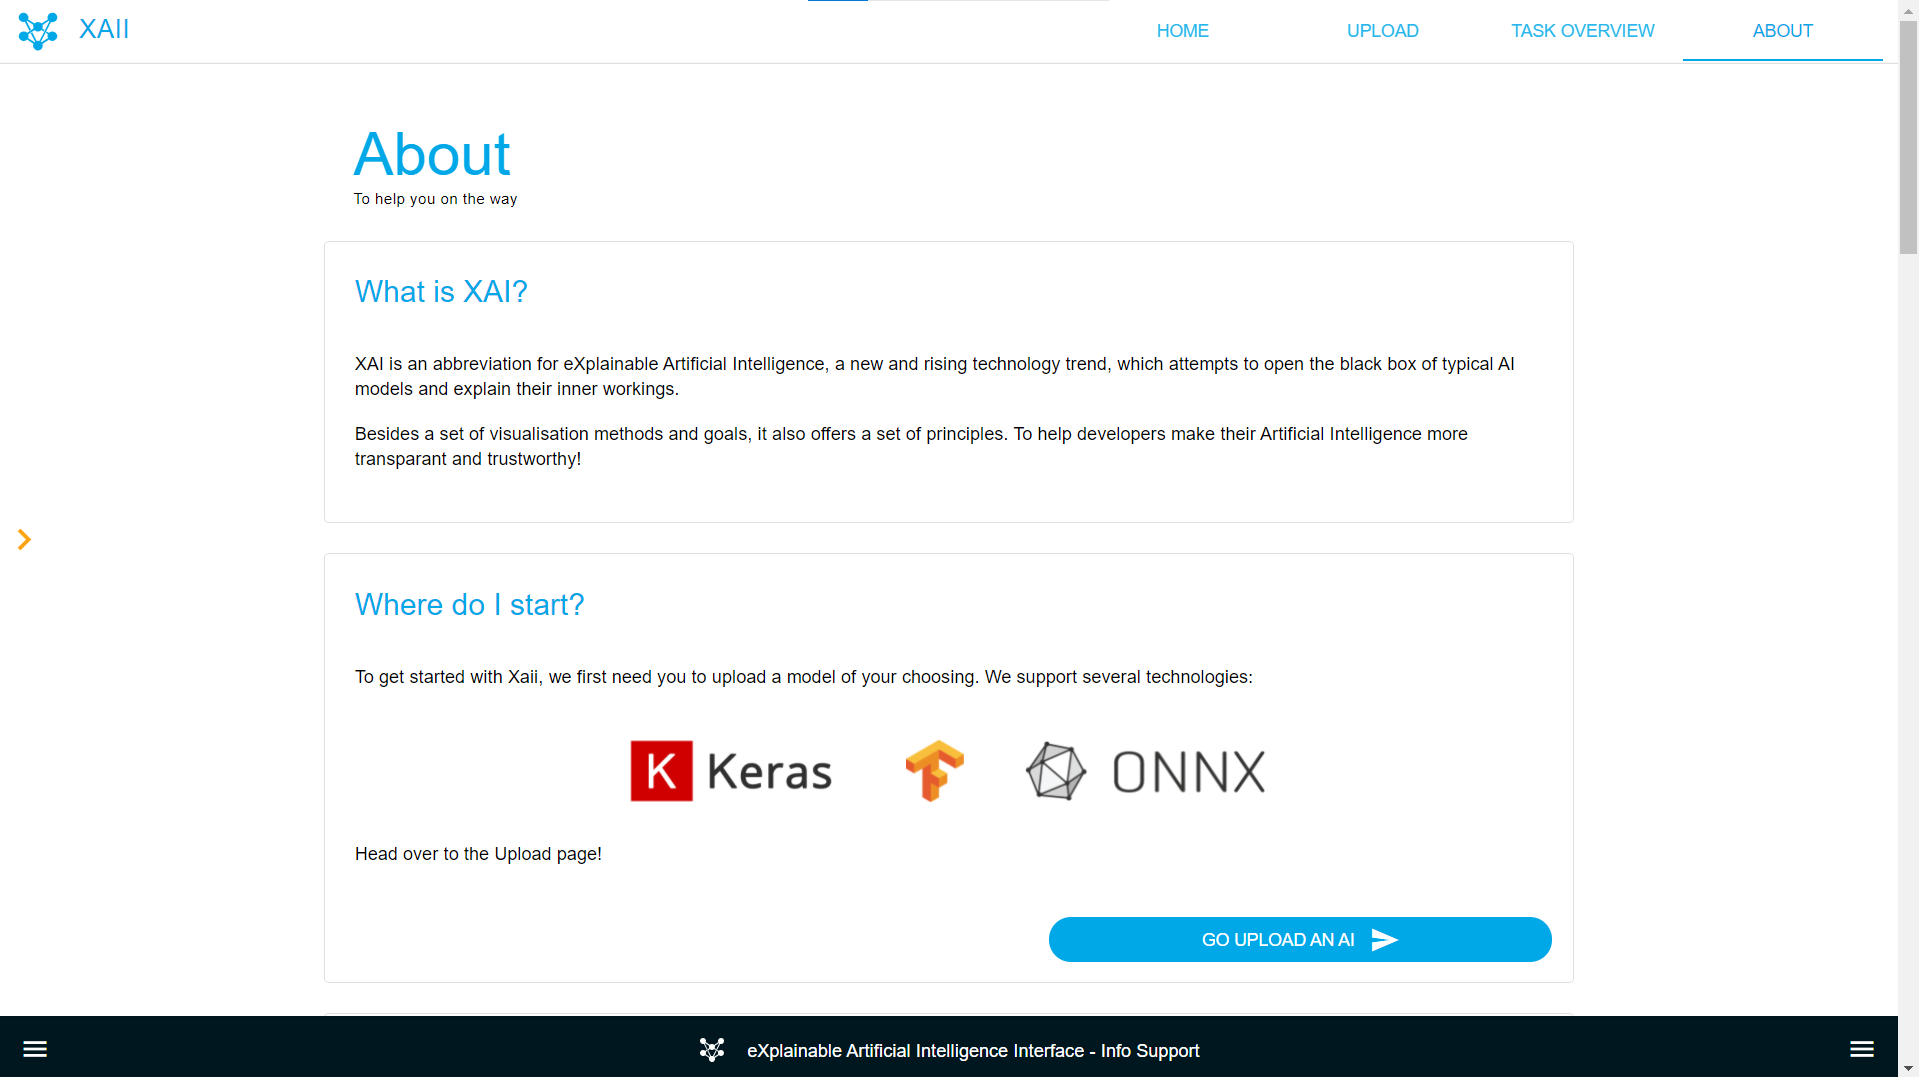 XAII
HOME
UPLOAD
TASK OVERVIEW
ABOUT
About
To help you on the way
What is XAI?
XAI is an abbreviation for eXplainable Artificial Intelligence, a new and rising technology trend, which attempts to open the black box of typical AI
models and explain their inner workings.
Besides a set of visualisation methods and goals, it also offers a set of principles. To help developers make their Artificial Intelligence more
transparant and trustworthy!
Where do I start?
To get started with Xaii, we first need you to upload a model of your choosing. We support several technologies:
K Keras
ONNX
Head over to the Upload page!
GO UPLOAD AN AI
eXplainable Artificial Intelligence Interface - Info Support